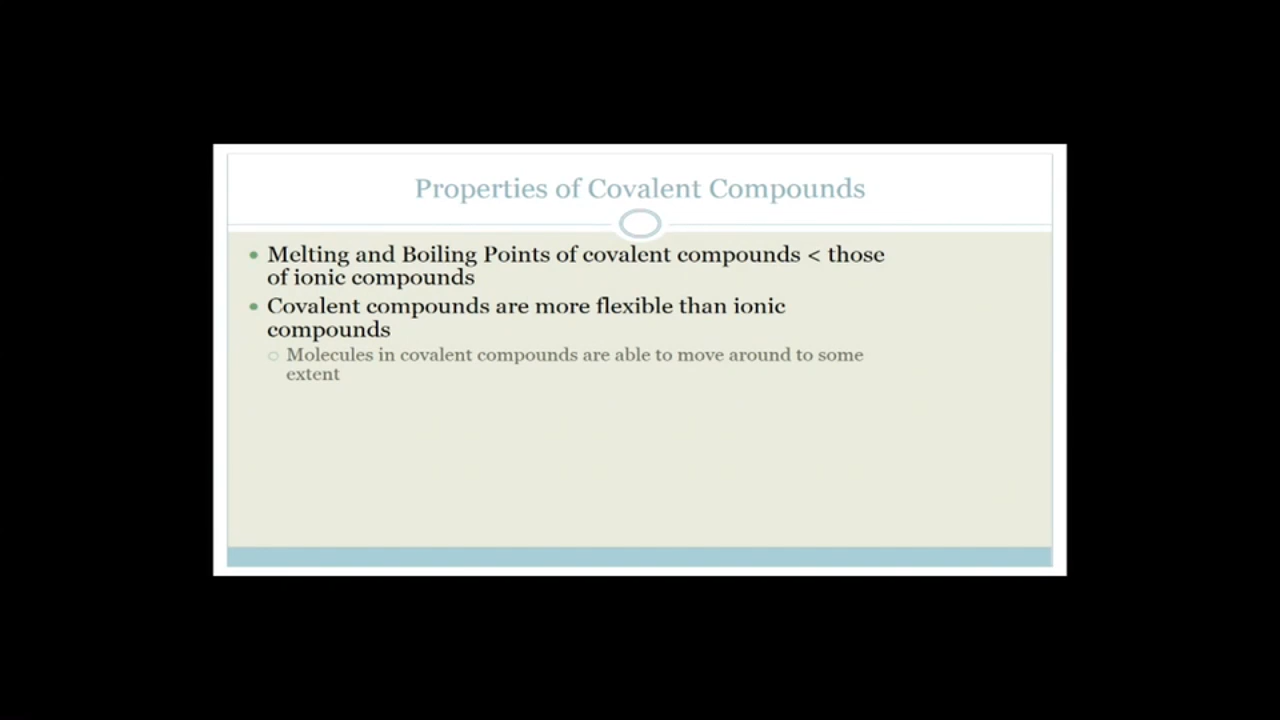 Properties of Covalent Compounds
• Melting and Boiling Points of covalent compounds < those
of ionic compounds
• Covalent compounds are more flexible than ionic
compounds
○ Molecules in covalent compounds are able to move around to some
extent